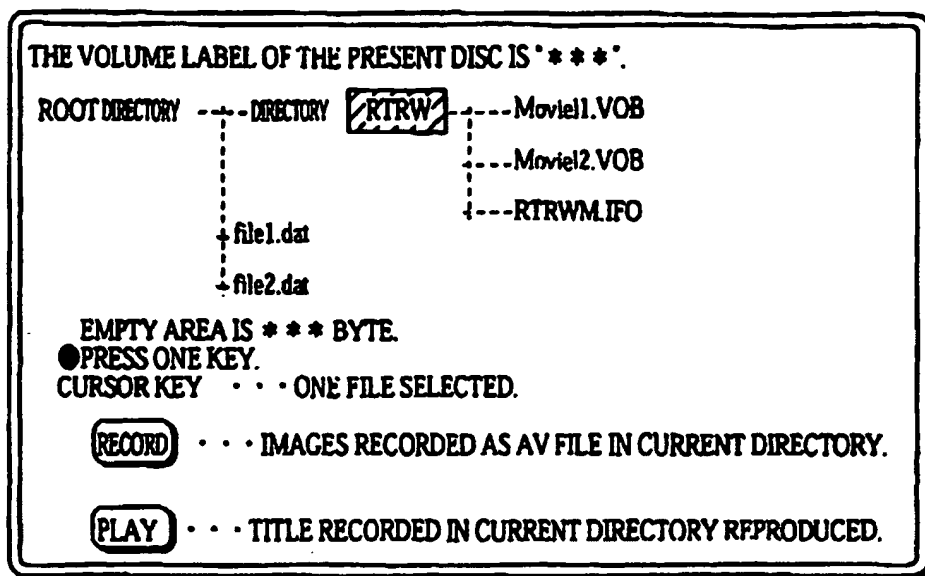 THE VOLUME LABEL OF THE PRESENT DISC IS "***".
ROOT DIRECTORY DIRECTORY RTRW Moviel1.VOB
Moviel2.VOB
RTRWM.IFO
file1.dat
file2.dat
EMPTY AREA IS *** BYTE.
●PRESS ONE KEY.
CURSOR KEY ··· ONE FILE SELECTED.
RECORD ··· IMAGES RECORDED AS AV FILE IN CURRENT DIRECTORY.
PLAY ··· TITLE RECORDED IN CURRENT DIRECTORY REPRODUCED.